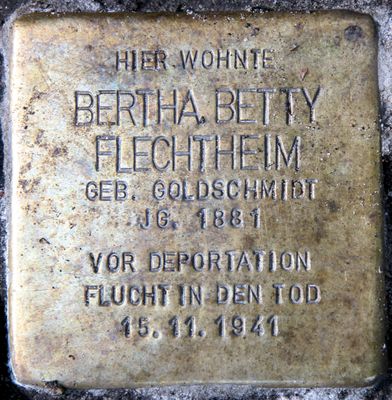 HIER WOHNTE
BERTHA BETTY
FLECHTHEIM
GEB. GOLDSCHMIDT
JG. 1881
VOR DEPORTATION
FLUCHT IN DEN TOD
15.11.1941